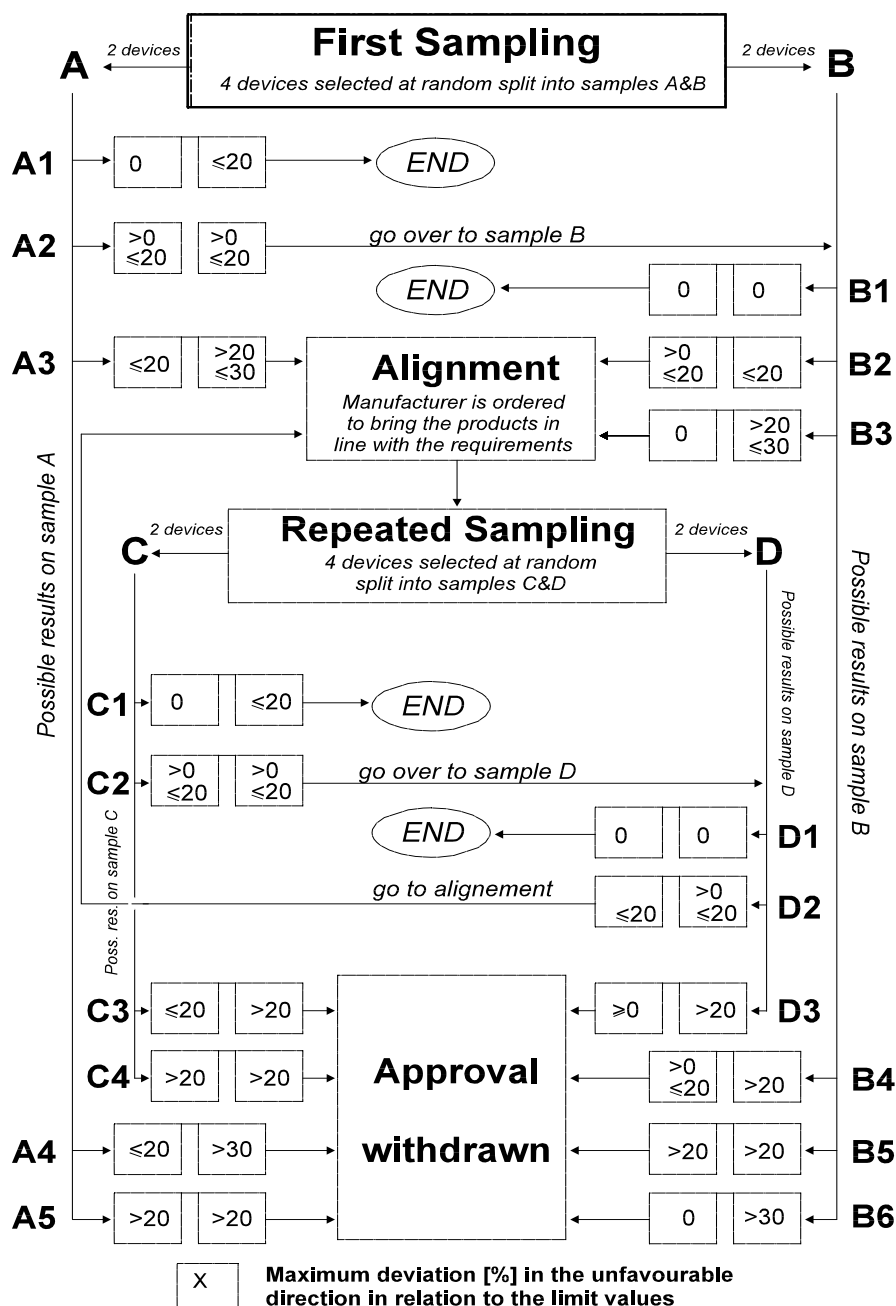 First Sampling
4 devices selected at random split into samples A&B
A
2 devices
2 devices
B
A1
0
≤20
END
A2
>0
≤20
>0
≤20
go over to sample B
END
0
0
B1
A3
≤20
>20
≤30
Alignment
Manufacturer is ordered
to bring the products in
line with the requirements
>0
≤20
≤20
B2
0
>20
≤30
B3
Possible results on sample A
C
2 devices
Repeated Sampling
4 devices selected at random
split into samples C&D
2 devices
D
Possible results on sample D
Possible results on sample B
C1
0
≤20
END
C2
>0
≤20
>0
≤20
go over to sample D
Poss. res. on sample C
END
0
0
D1
go to alignement
≤20
>0
≤20
D2
C3
≤20
>20
Approval
withdrawn
≥0
>20
D3
C4
>20
>20
>0
≤20
>20
B4
A4
≤20
>30
>20
>20
B5
A5
>20
>20
0
>30
B6
X
Maximum deviation [%] in the unfavourable
direction in relation to the limit values